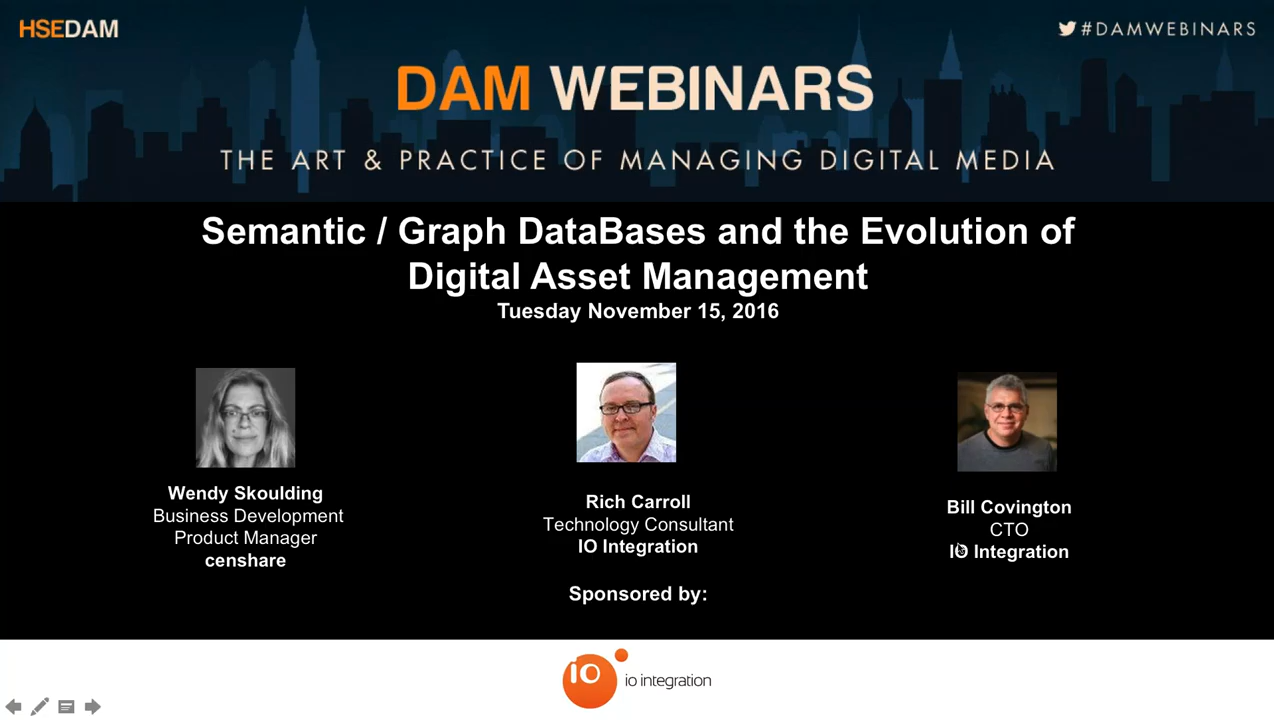 HSEDAM
#DAMWEBINARS
DAM WEBINARS
THE ART & PRACTICE OF MANAGING DIGITAL MEDIA
Semantic / Graph DataBases and the Evolution of
Digital Asset Management
Tuesday November 15, 2016
Wendy Skoulding
Business Development
Product Manager
censhare
Rich Carroll
Technology Consultant
IO Integration
Bill Covington
CTO
IO Integration
Sponsored by:
io
io integration